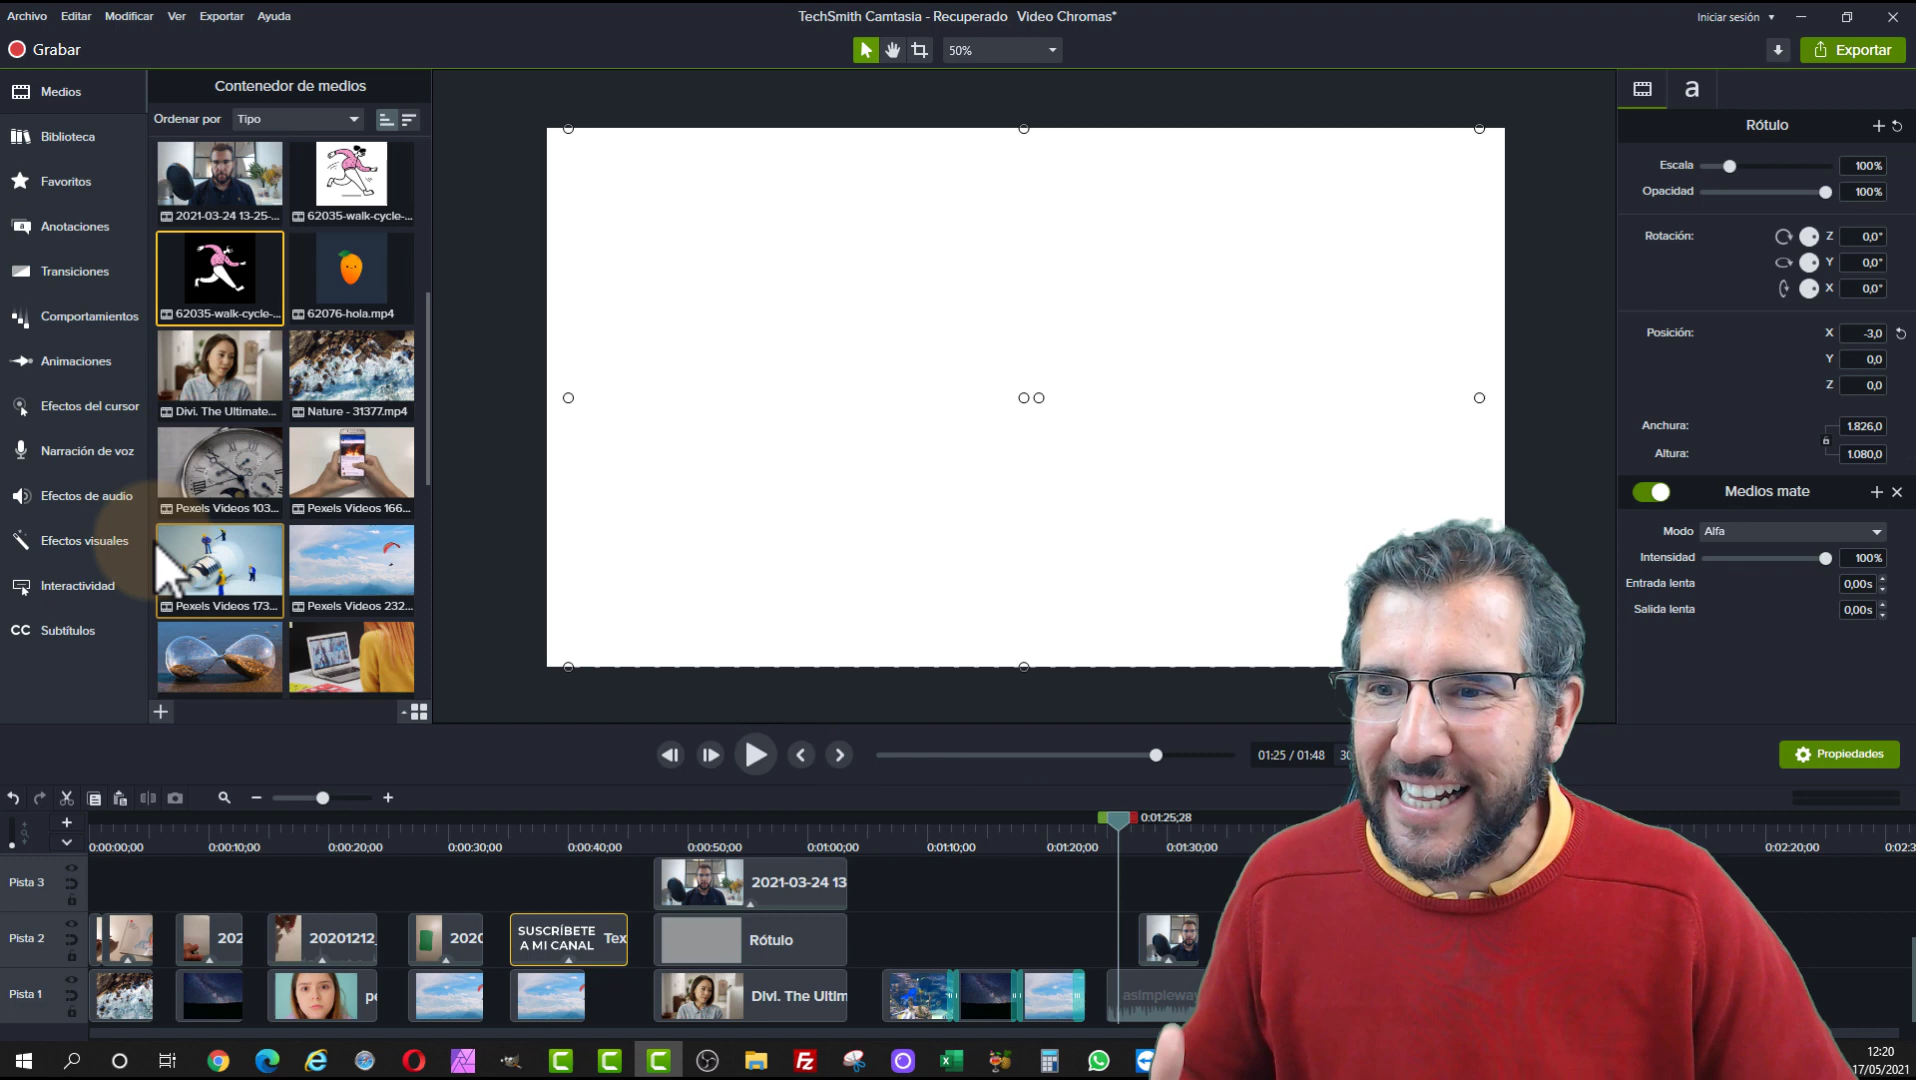 Archivo Editar Modificar Ver Exportar Ayuda
TechSmith Camtasia - Recuperado Video Chromas*
Iniciar sesión
Grabar
50%
Exportar
Medios
Biblioteca
Favoritos
Anotaciones
Transiciones
Comportamientos
Animaciones
Efectos del cursor
Narración de voz
Efectos de audio
Efectos visuales
Interactividad
CC Subtítulos
Contenedor de medios
Ordenar por Tipo
2021-03-24 13-25-... 62035-walk-cycle-...
62035-walk-cycle-... 62076-hola.mp4
Divi. The Ultimate... Nature - 31377.mp4
Pexels Videos 103... Pexels Videos 166...
Pexels Videos 173... Pexels Videos 232...
a
Rótulo
Escala 100%
Opacidad 100%
Rotación: Z 0,0°
Y 0,0°
X 0,0°
Posición: X -3,0
Y 0,0
Z 0,0
Anchura: 1.826,0
Altura: 1.080,0
Medios mate
Modo Alfa
Intensidad 100%
Entrada lenta 0,00s
Salida lenta 0,00s
01:25 / 01:48 30
Propiedades
0:01:25;28
0:00:00;00 0:00:10;00 0:00:20;00 0:00:30;00 0:00:40;00 0:00:50;00 0:01:00;00 0:01:10;00 0:01:20;00 0:01:30;00 0:02:20;00 0:02:3
Pista 3 2021-03-24 13
Pista 2 202 20201212_ 2020 SUSCRÍBETE A MI CANAL Tex Rótulo
Pista 1 Divi. The Ultim asimpleway
12:20
17/05/2021